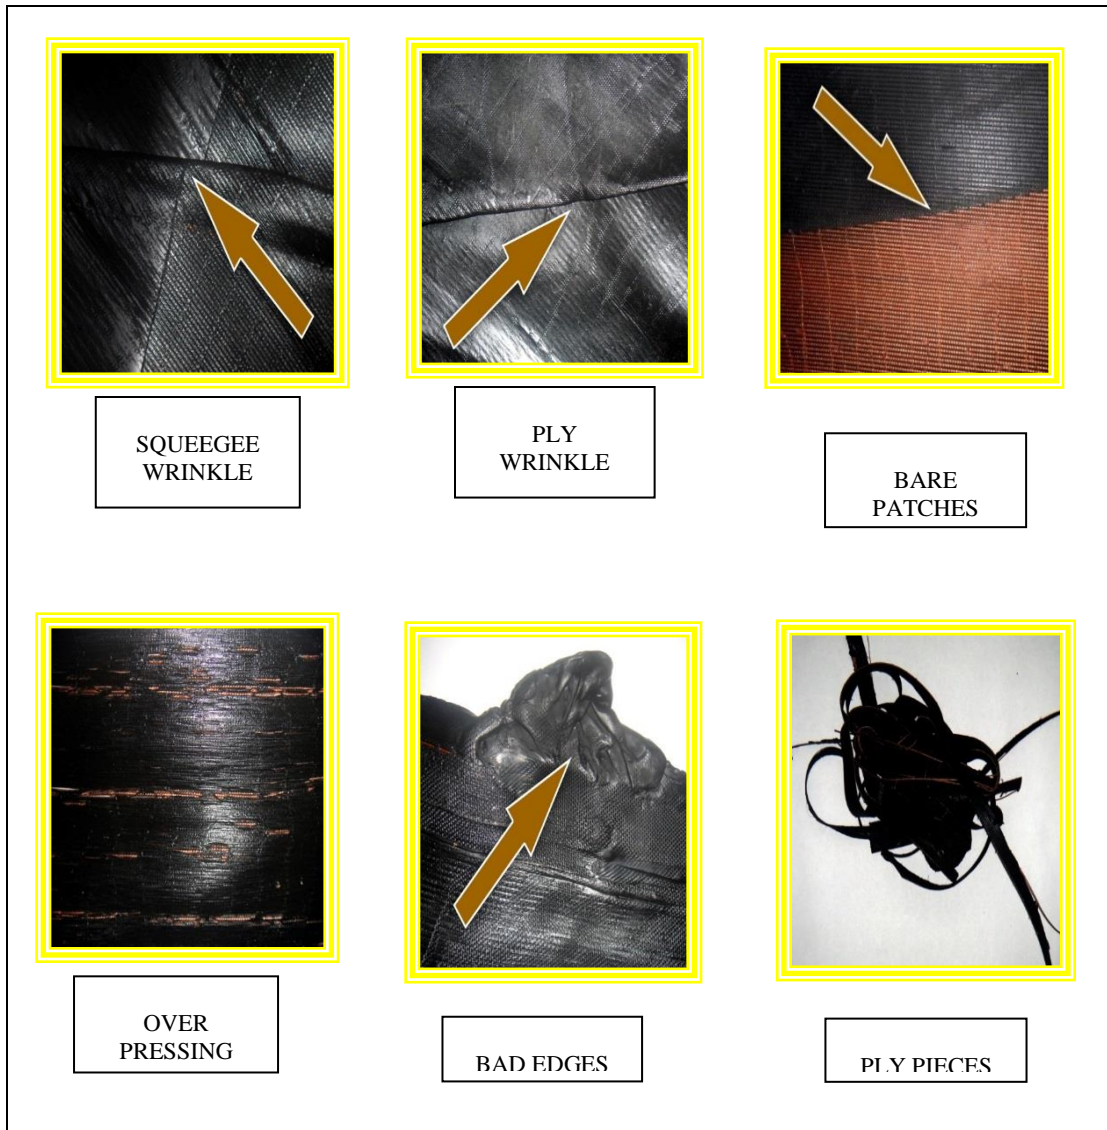 SQUEEGEE
WRINKLE
PLY
WRINKLE
BARE
PATCHES
OVER
PRESSING
BAD EDGES
PLY PIECES